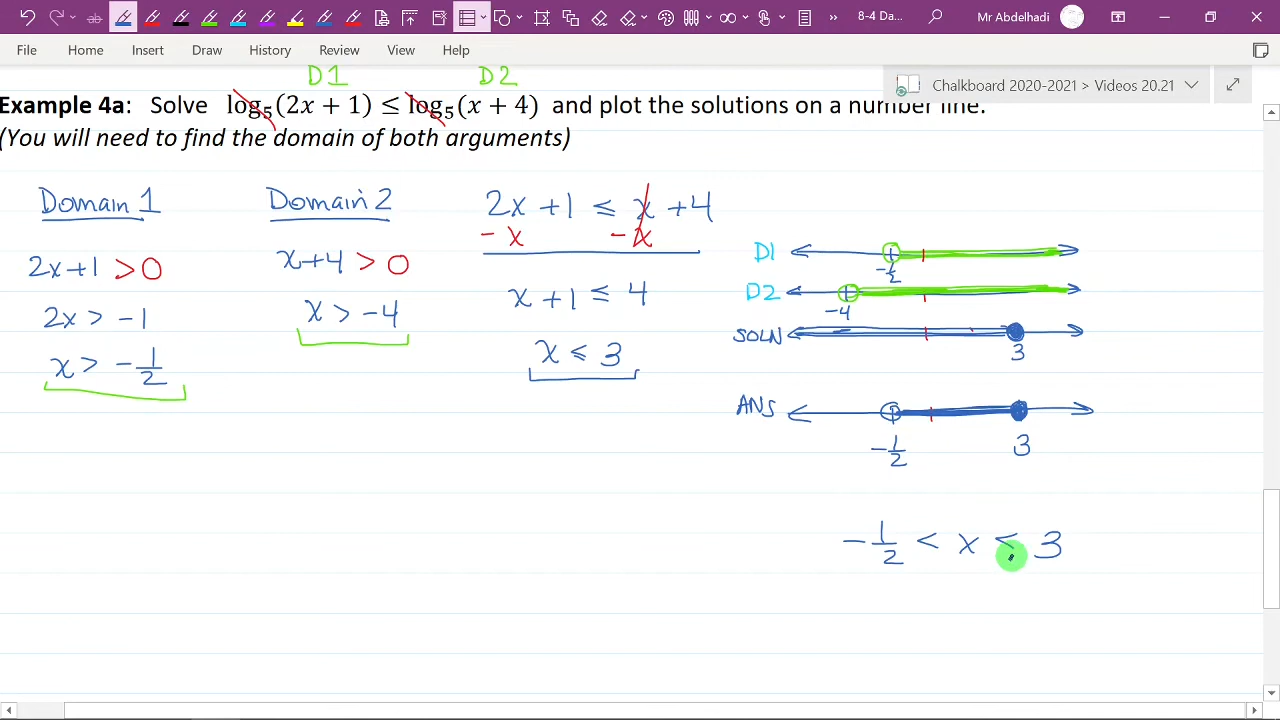 8-4 Da...
Mr Abdelhadi
File Home Insert Draw History Review View Help
Chalkboard 2020-2021 > Videos 20.21
D1 D2
Example 4a: Solve log₅(2x + 1) ≤ log₅(x + 4) and plot the solutions on a number line.
(You will need to find the domain of both arguments)
Domain 1
2x+1 > 0
2x > -1
x > -1/2
Domain 2
x+4 > 0
x > -4
2x + 1 ≤ x + 4
- x - x
x + 1 ≤ 4
x ≤ 3
D1
-1/2
D2
-4
SOLN
3
ANS
-1/2 3
-1/2 < x ≤ 3